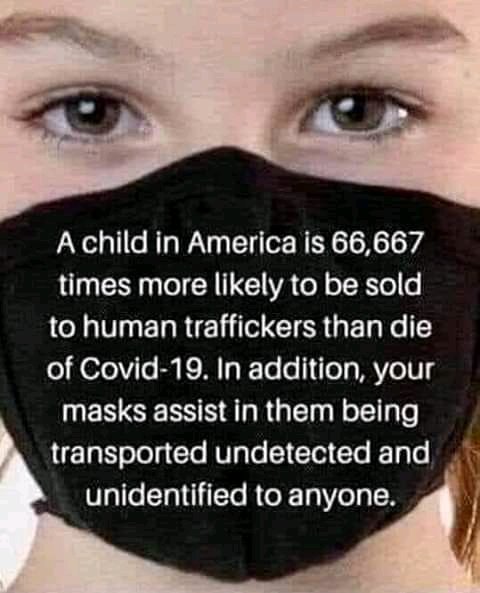 A child in America is 66,667
times more likely to be sold
to human traffickers than die
of Covid-19. In addition, your
masks assist in them being
transported undetected and
unidentified to anyone.